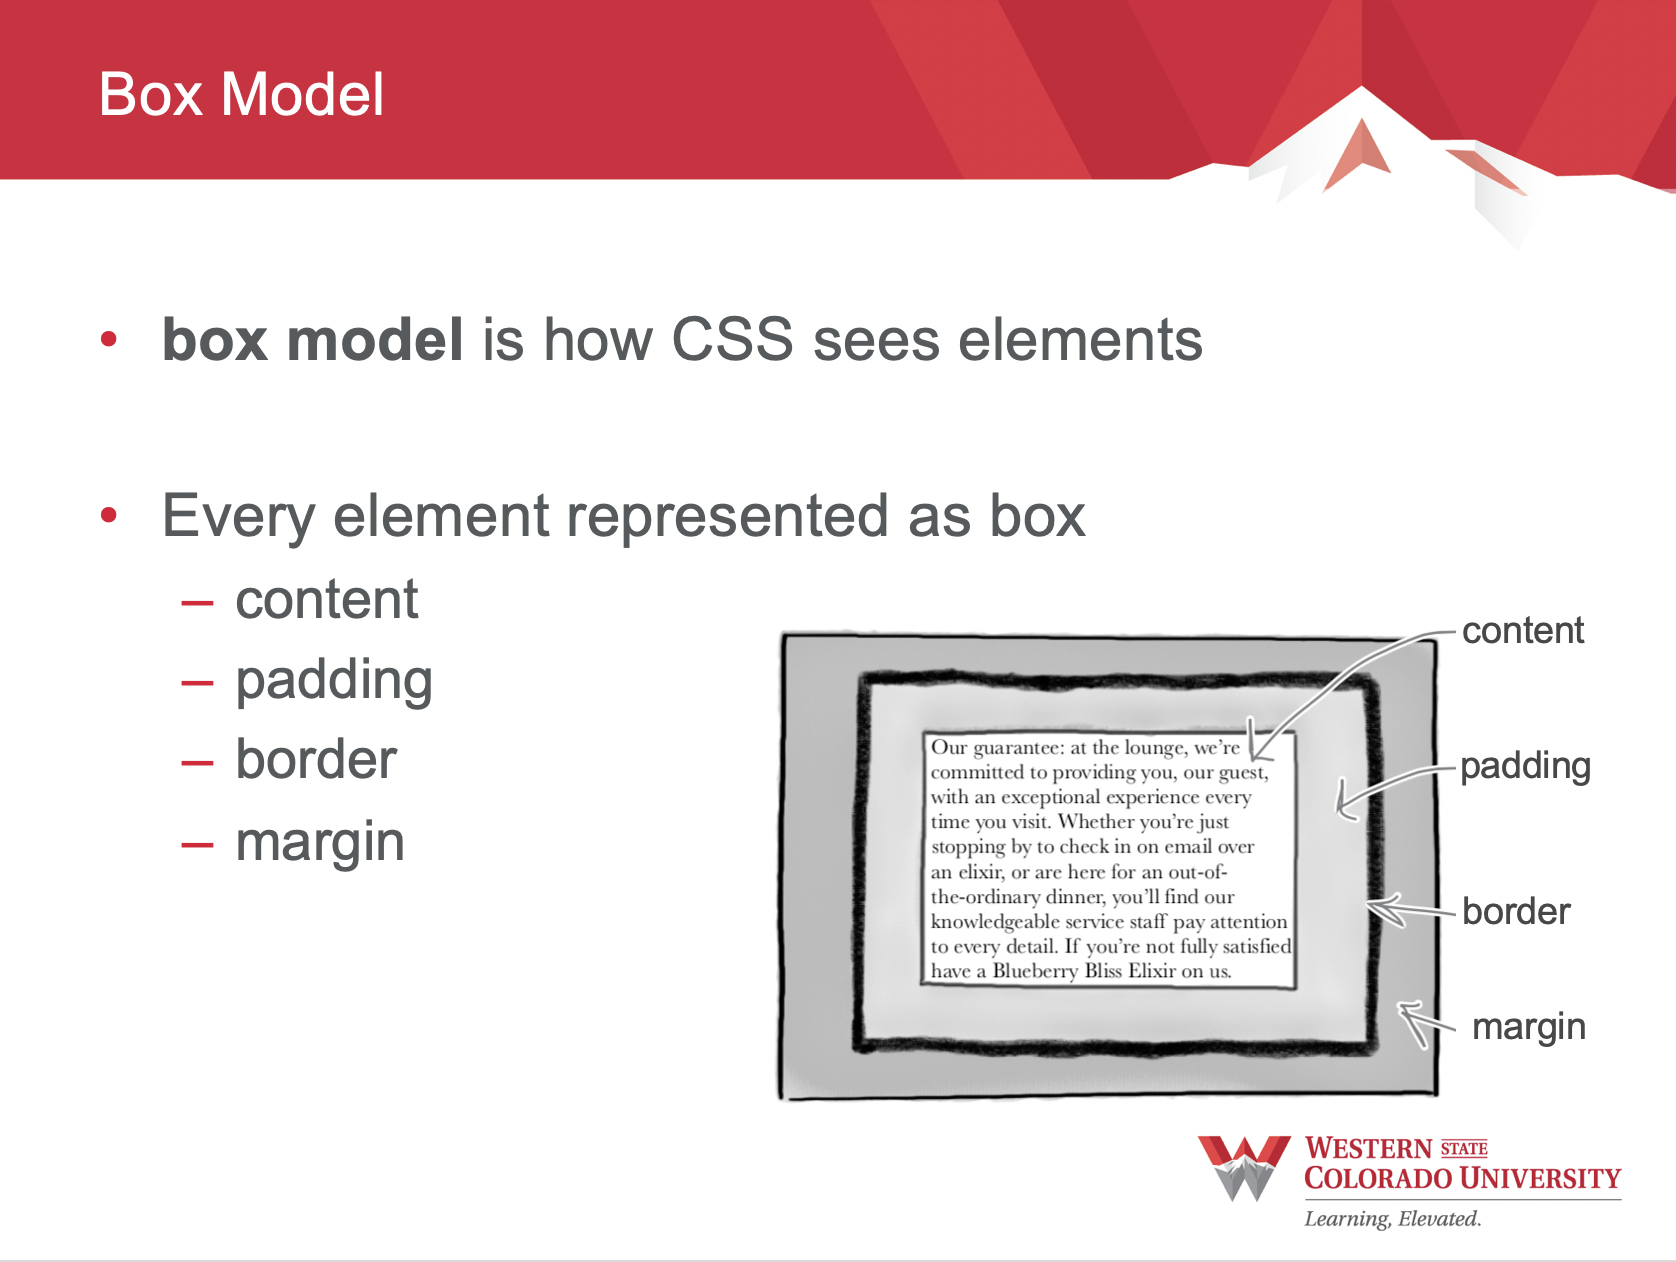 Box Model
• box model is how CSS sees elements
• Every element represented as box
– content
– padding
– border
– margin
content
padding
border
margin
Our guarantee: at the lounge, we’re
committed to providing you, our guest,
with an exceptional experience every
time you visit. Whether you’re just
stopping by to check in on email over
an elixir, or are here for an out-of-
the-ordinary dinner, you’ll find our
knowledgeable service staff pay attention
to every detail. If you’re not fully satisfied
have a Blueberry Bliss Elixir on us.
WESTERN STATE
COLORADO UNIVERSITY
Learning, Elevated.